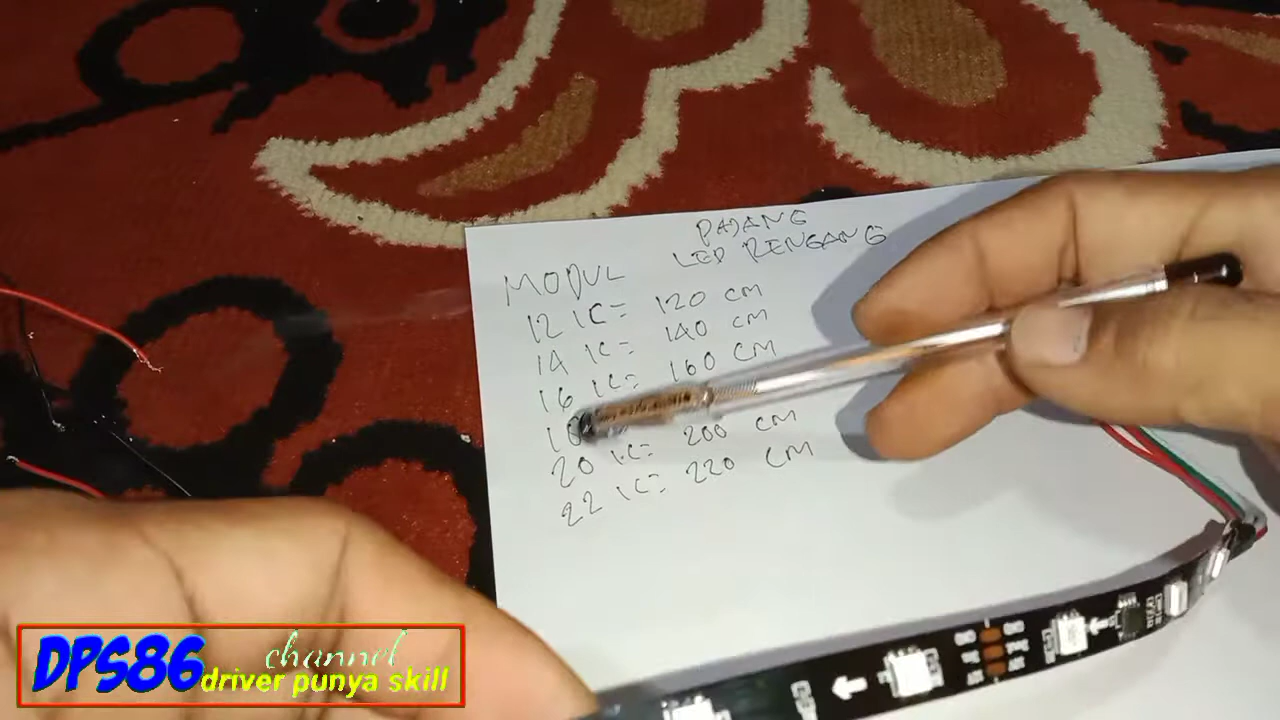 PAJANG
LED RENGANG
MODUL
12 IC = 120 CM
14 IC = 140 CM
16 IC = 160 CM
20 IC = 200 CM
22 IC = 220 CM
DPS86 channel
driver punya skill